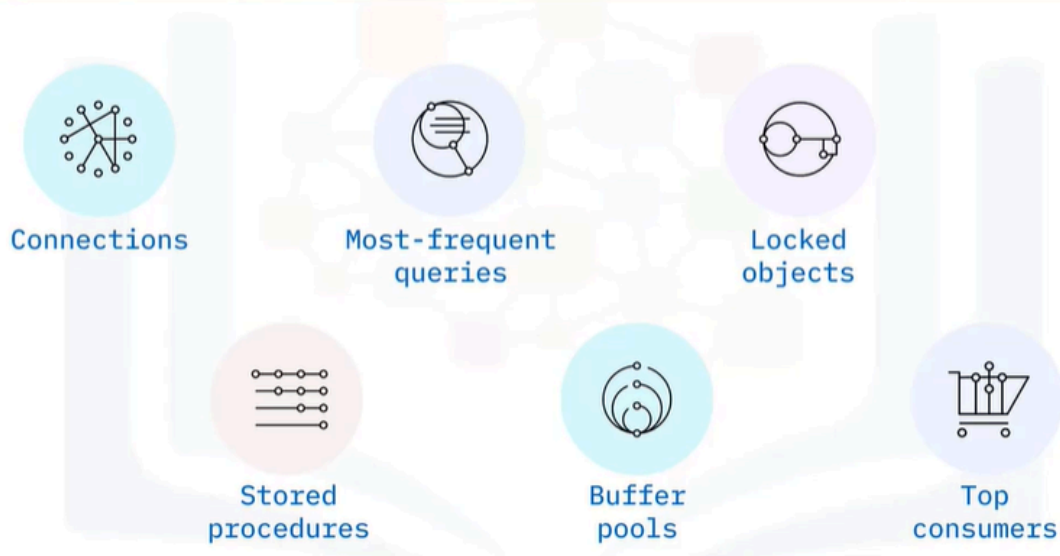 Connections
Most-frequent
queries
Locked
objects
Stored
procedures
Buffer
pools
Top
consumers